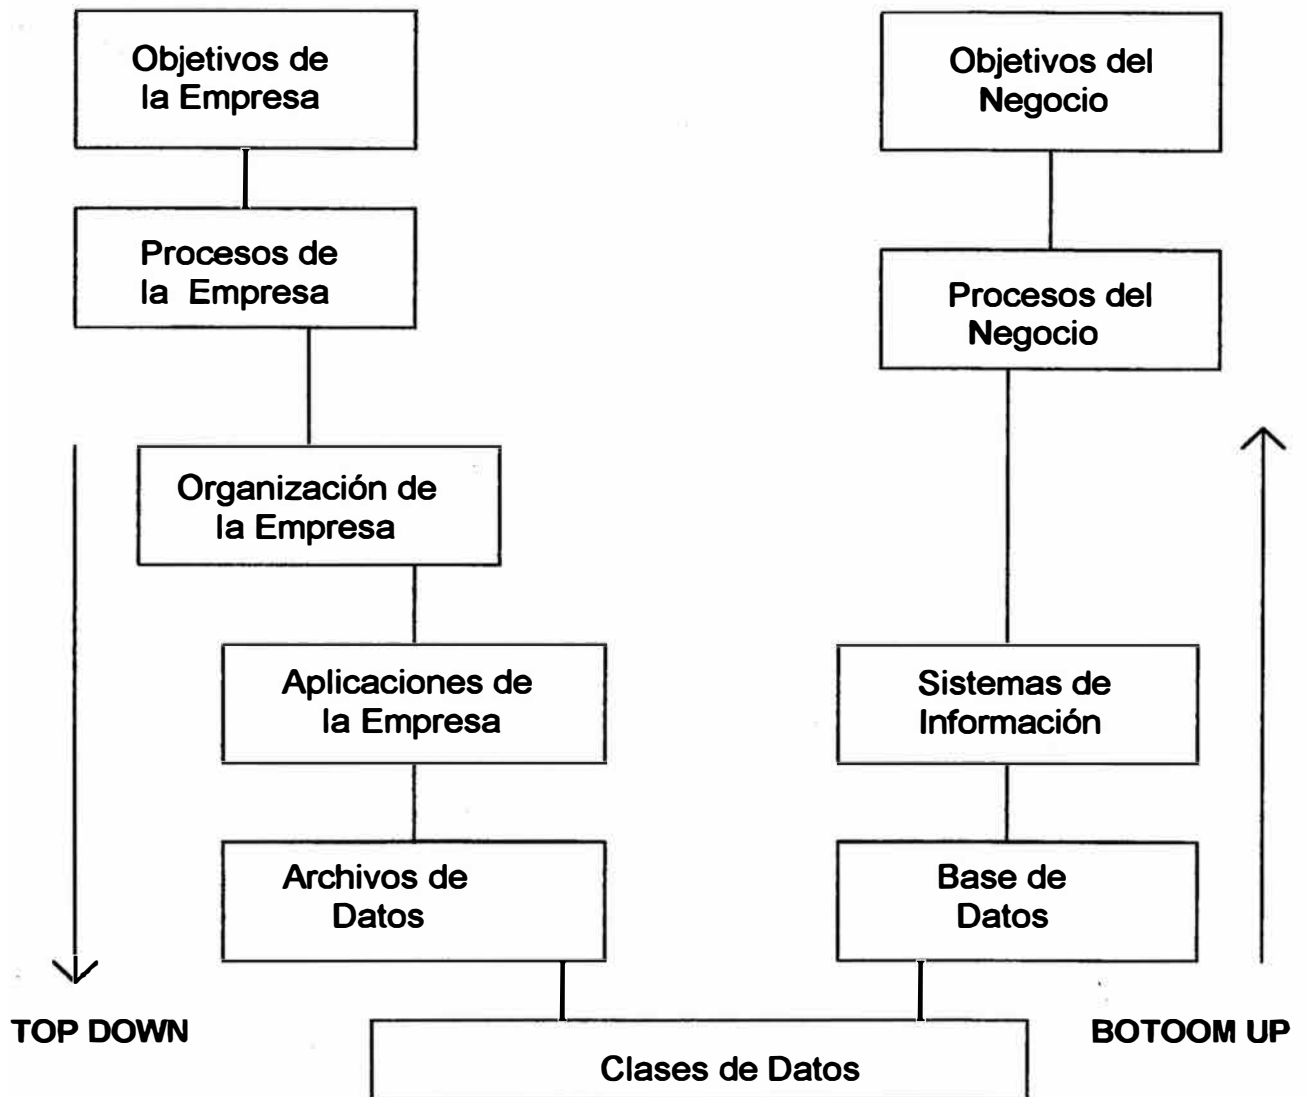 Objetivos de
la Empresa
Procesos de
la Empresa
Organización de
la Empresa
Aplicaciones de
la Empresa
Archivos de
Datos
TOP DOWN
Objetivos del
Negocio
Procesos del
Negocio
Sistemas de
Información
Base de
Datos
BOTOOM UP
Clases de Datos